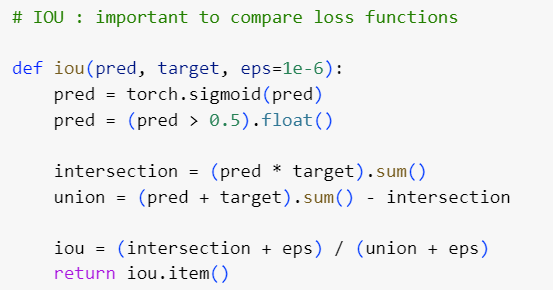 # IOU : important to compare loss functions
def iou(pred, target, eps=1e-6):
    pred = torch.sigmoid(pred)
    pred = (pred > 0.5).float()
    intersection = (pred * target).sum()
    union = (pred + target).sum() - intersection
    iou = (intersection + eps) / (union + eps)
    return iou.item()